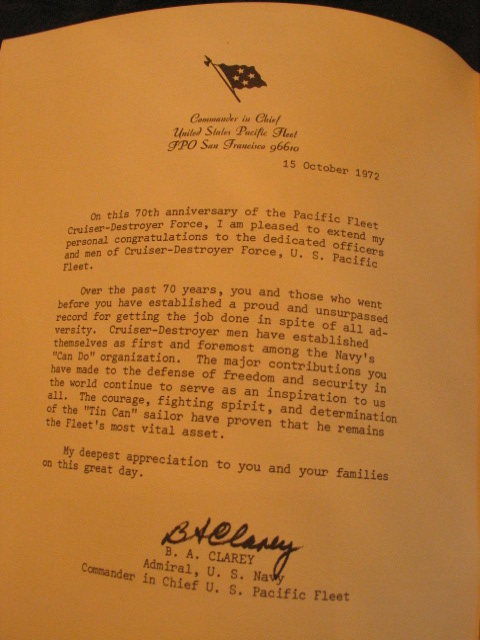 Commander in Chief
United States Pacific Fleet
FPO San Francisco 96610
15 October 1972
On this 70th anniversary of the Pacific Fleet
Cruiser-Destroyer Force, I am pleased to extend my
personal congratulations to the dedicated officers
and men of Cruiser-Destroyer Force, U. S. Pacific
Fleet.
Over the past 70 years, you and those who went
before you have established a proud and unsurpassed
record for getting the job done in spite of all ad-
versity. Cruiser-Destroyer men have established
themselves as first and foremost among the Navy's
"Can Do" organization. The major contributions you
have made to the defense of freedom and security in
the world continue to serve as an inspiration to us
all. The courage, fighting spirit, and determination
of the "Tin Can" sailor have proven that he remains
the Fleet's most vital asset.
My deepest appreciation to you and your families
on this great day.
B A Clarey
B. A. CLAREY
Admiral, U. S. Navy
Commander in Chief U. S. Pacific Fleet